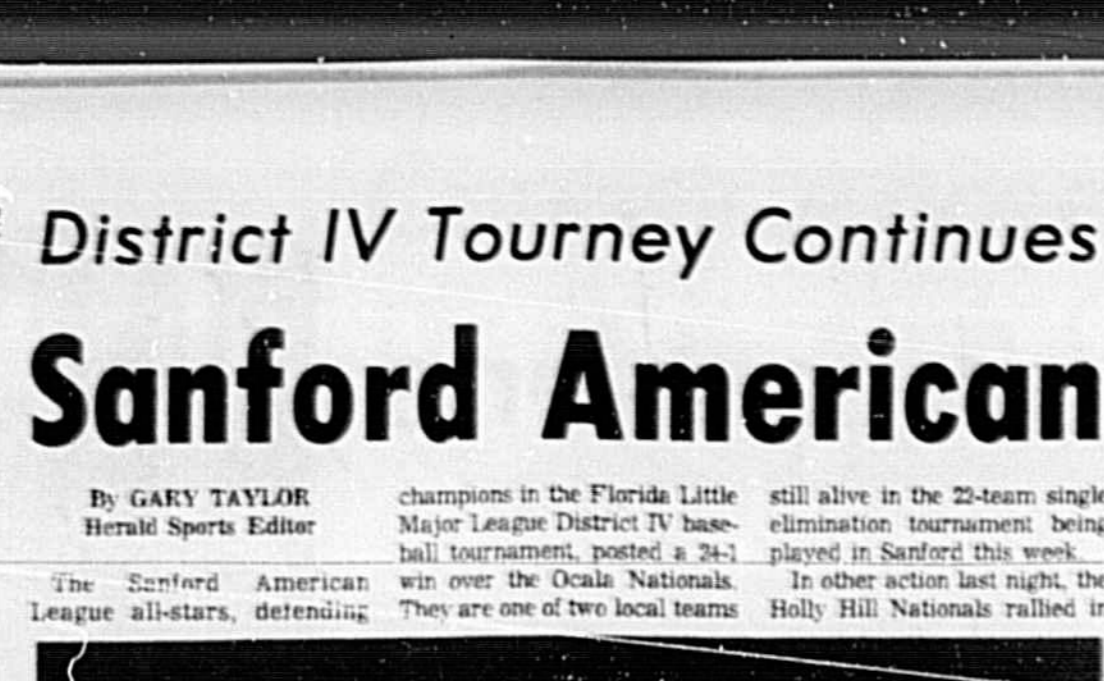 District IV Tourney Continues
Sanford American
By GARY TAYLOR
Herald Sports Editor
The Sanford American
League all-stars, defending
champions in the Florida Little
Major League District IV base-
ball tournament, posted a 24-1
win over the Ocala Nationals.
They are one of two local teams
still alive in the 22-team single
elimination tournament being
played in Sanford this week.
In other action last night, the
Holly Hill Nationals rallied in